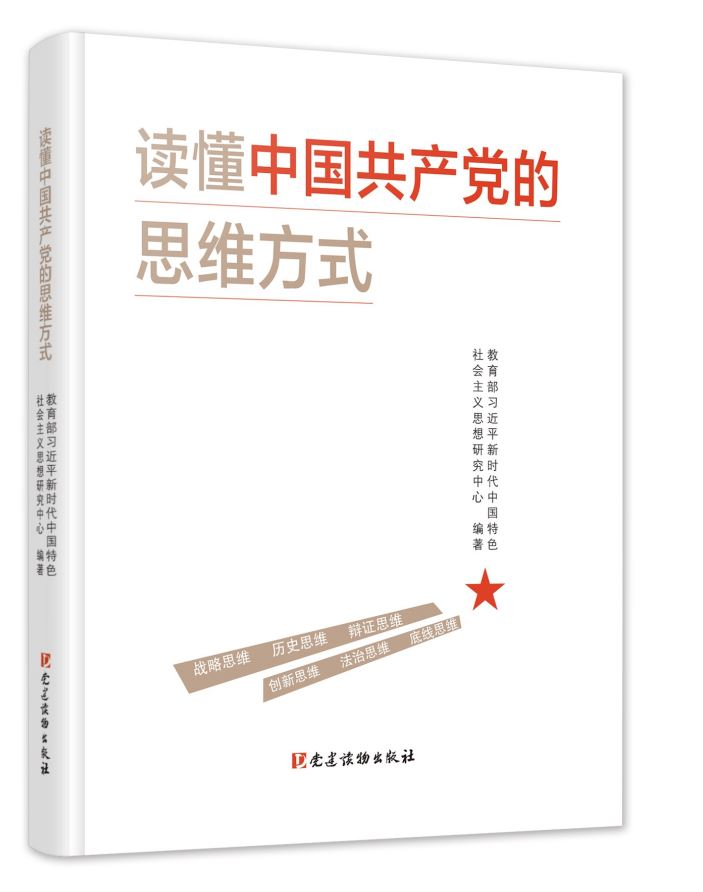 读懂中国共产党的
思维方式
教育部习近平新时代中国特色
社会主义思想研究中心 编著
战略思维 历史思维 辩证思维
创新思维 法治思维 底线思维
党建读物出版社
读懂中国共产党的思维方式
教育部习近平新时代中国特色
社会主义思想研究中心 编著
党建读物出版社